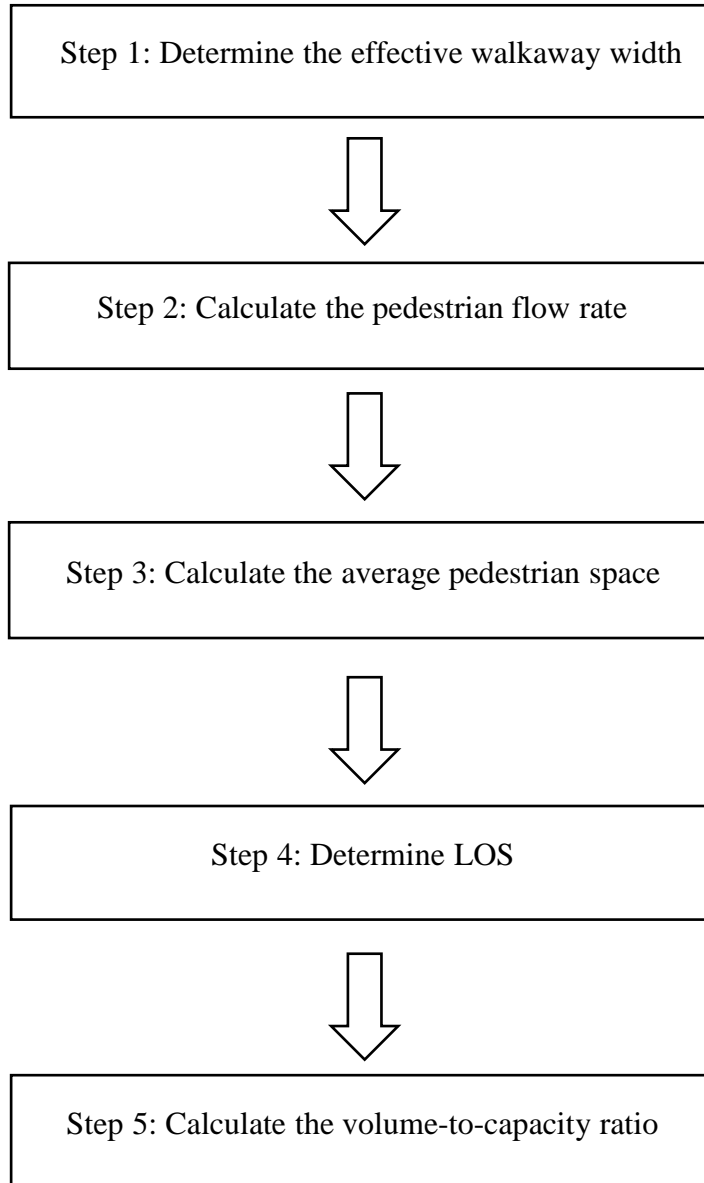 Step 1: Determine the effective walkaway width
Step 2: Calculate the pedestrian flow rate
Step 3: Calculate the average pedestrian space
Step 4: Determine LOS
Step 5: Calculate the volume-to-capacity ratio